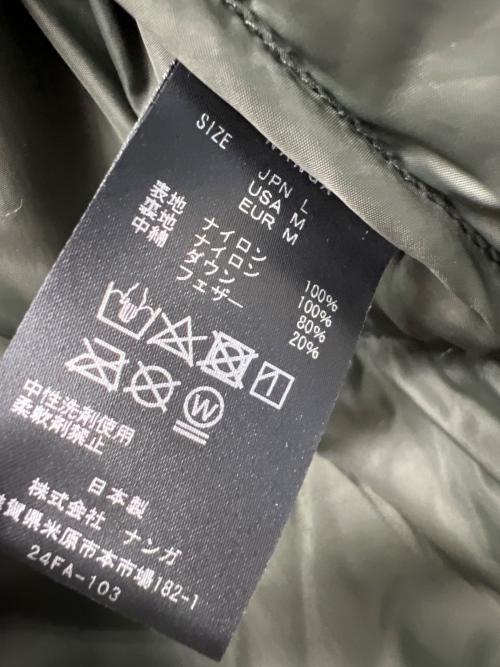 SIZE
JPN L
USA M
EUR M
表地 ナイロン 100%
裏地 ナイロン 100%
中綿 ダウン 80%
フェザー 20%
W
中性洗剤使用
柔軟剤禁止
日本製
株式会社 ナンガ
賀県米原市本市場182-1
24FA-103